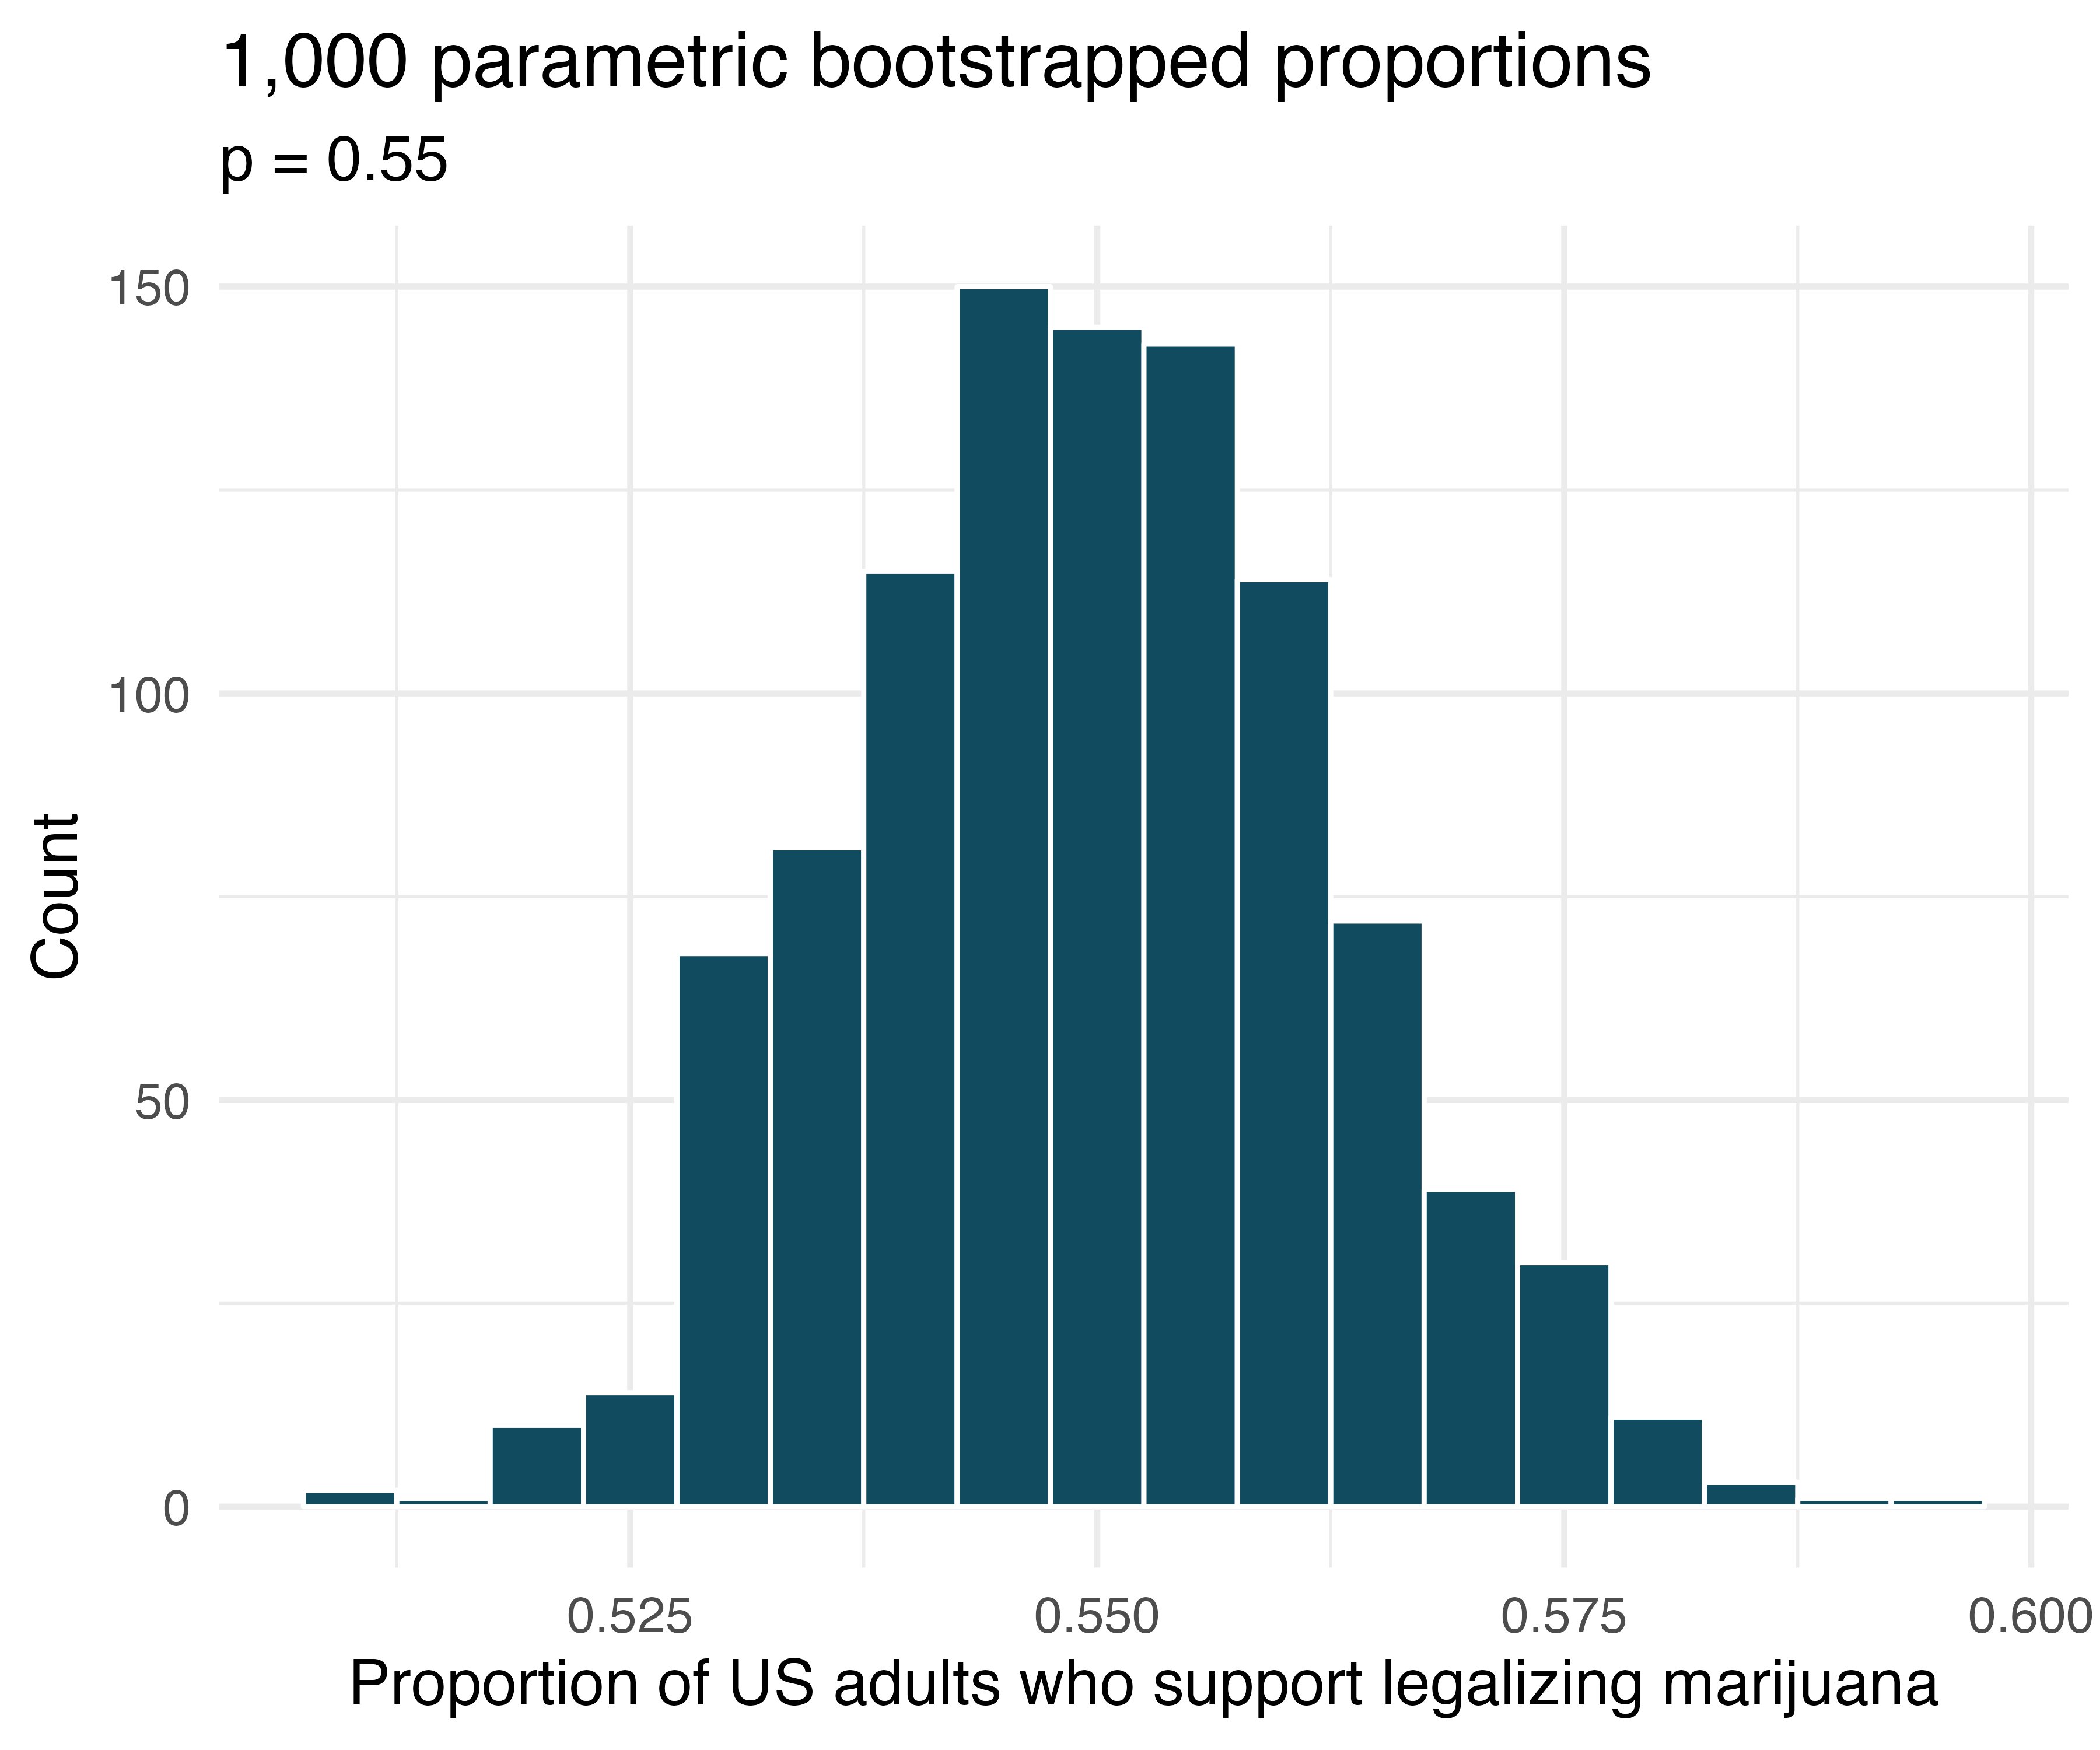 1,000 parametric bootstrapped proportions
p = 0.55
150
100
50
0
Count
0.525 0.550 0.575 0.600
Proportion of US adults who support legalizing marijuana